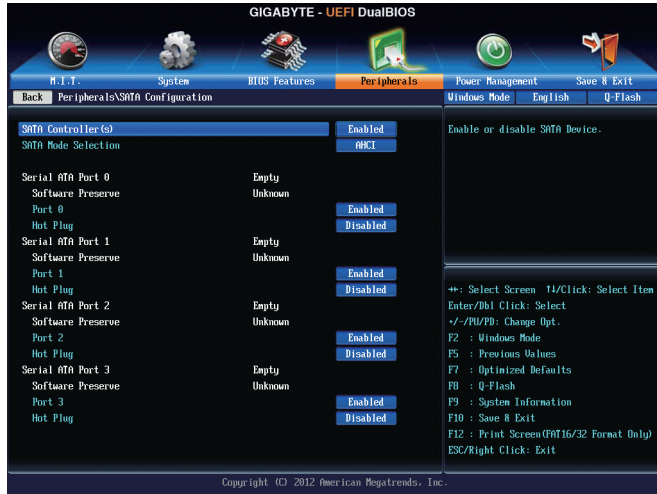 GIGABYTE - UEFI DualBIOS
M.I.T.
System
BIOS Features
Peripherals
Power Management
Save & Exit
Back Peripherals\SATA Configuration
Windows Mode English Q-Flash
SATA Controller(s) Enabled
SATA Mode Selection AHCI
Serial ATA Port 0 Empty
Software Preserve Unknown
Port 0 Enabled
Hot Plug Disabled
Serial ATA Port 1 Empty
Software Preserve Unknown
Port 1 Enabled
Hot Plug Disabled
Serial ATA Port 2 Empty
Software Preserve Unknown
Port 2 Enabled
Hot Plug Disabled
Serial ATA Port 3 Empty
Software Preserve Unknown
Port 3 Enabled
Hot Plug Disabled
Enable or disable SATA Device.
↔: Select Screen ↑↓/Click: Select Item
Enter/Dbl Click: Select
+/-/PU/PD: Change Opt.
F2 : Windows Mode
F5 : Previous Values
F7 : Optimized Defaults
F8 : Q-Flash
F9 : System Information
F10 : Save & Exit
F12 : Print Screen(FAT16/32 Format Only)
ESC/Right Click: Exit
Copyright (C) 2012 American Megatrends, Inc.